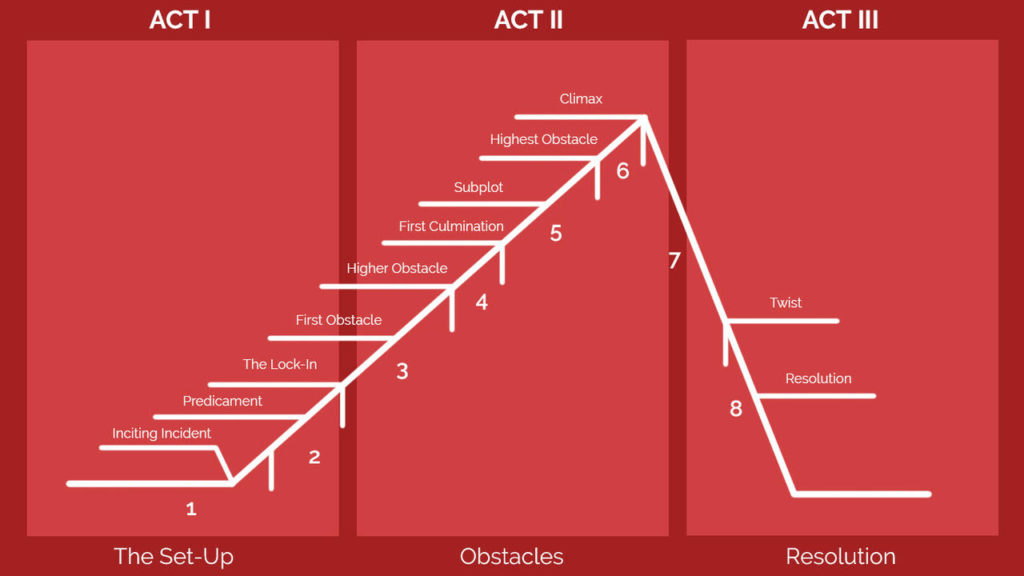 ACT I
ACT II
ACT III
Climax
Highest Obstacle
6
Subplot
First Culmination
5
7
Higher Obstacle
4
Twist
First Obstacle
3
The Lock-In
Resolution
Predicament
8
Inciting Incident
2
1
The Set-Up
Obstacles
Resolution